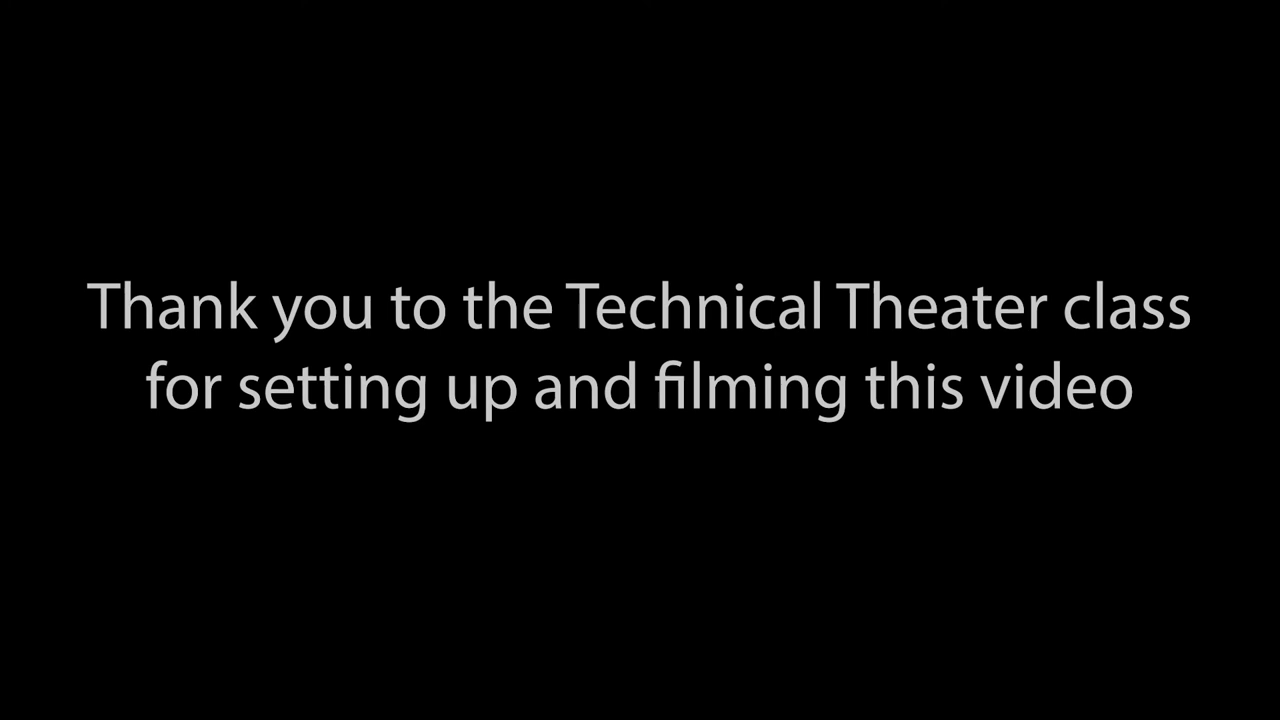 Thank you to the Technical Theater class
for setting up and filming this video